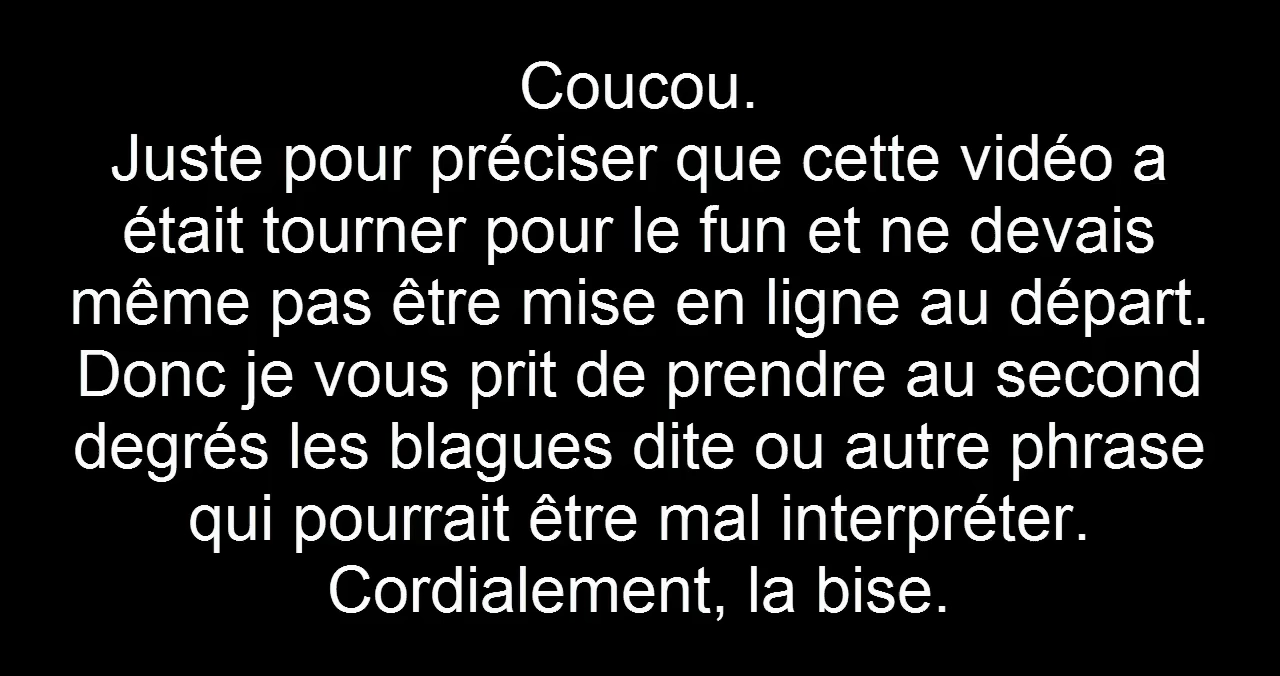 Coucou.
Juste pour préciser que cette vidéo a
était tourner pour le fun et ne devais
même pas être mise en ligne au départ.
Donc je vous prit de prendre au second
degrés les blagues dite ou autre phrase
qui pourrait être mal interpréter.
Cordialement, la bise.